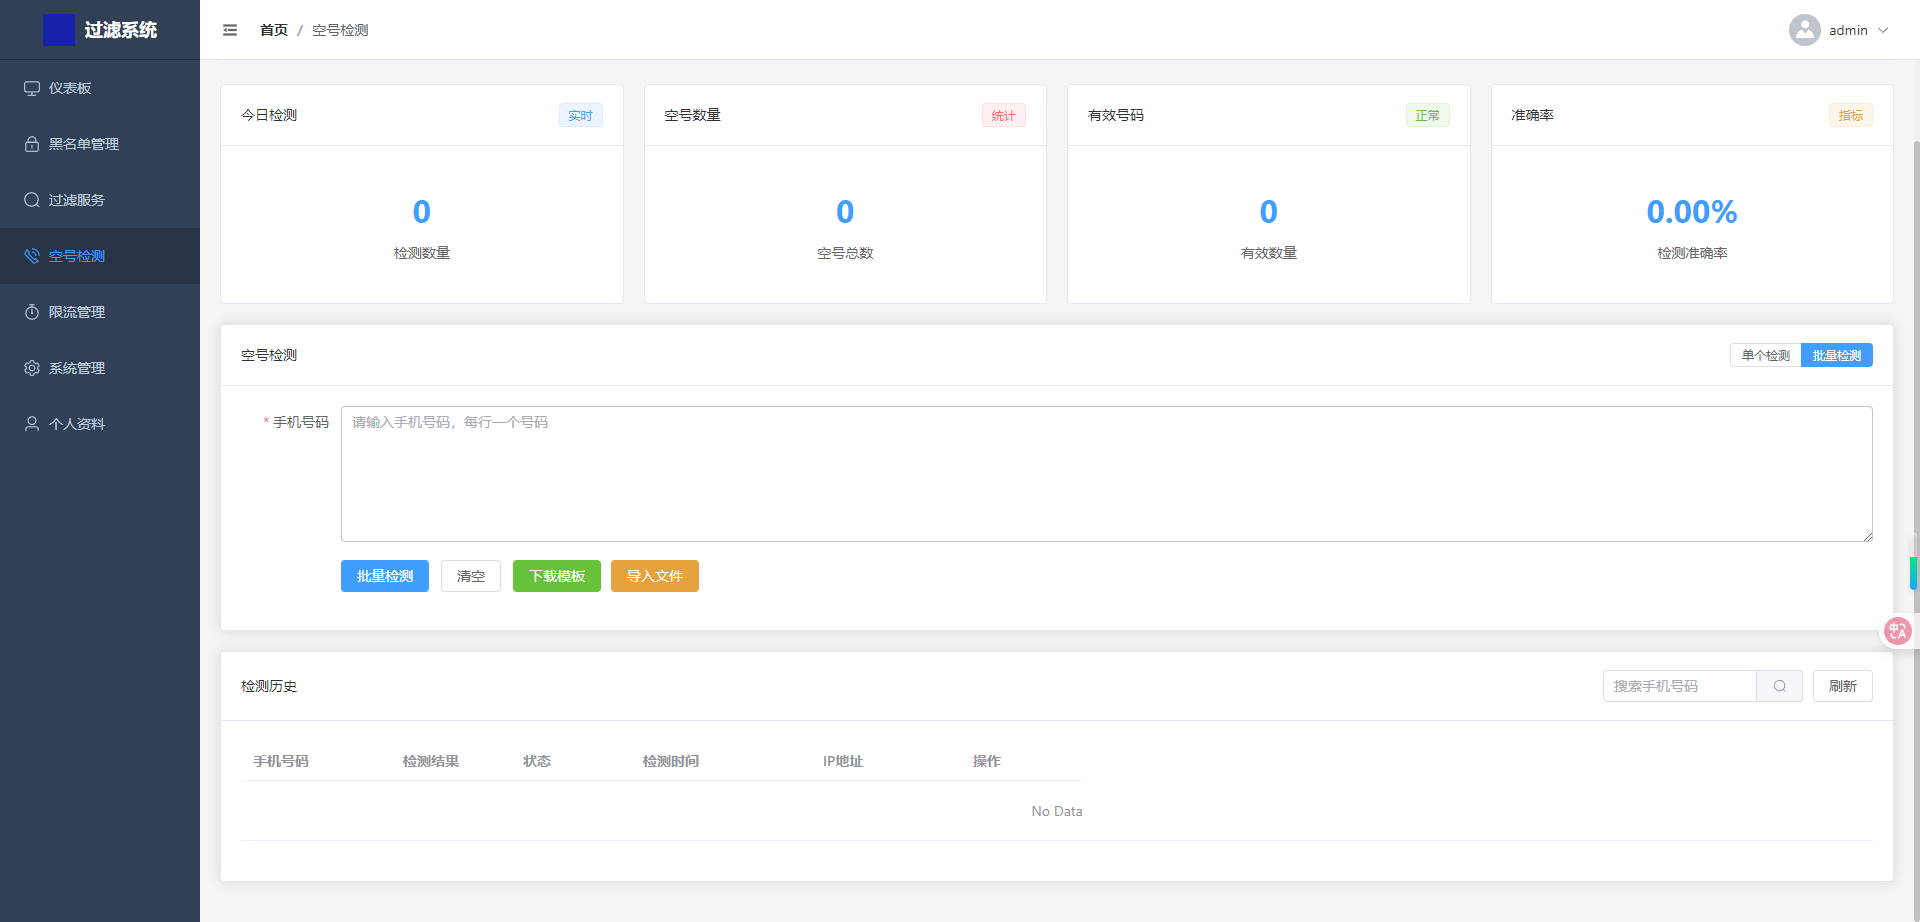 过滤系统
首页 / 空号检测
admin
仪表板
黑名单管理
过滤服务
空号检测
限流管理
系统管理
个人资料
今日检测 实时
0
检测数量
空号数量 统计
0
空号总数
有效号码 正常
0
有效数量
准确率 指标
0.00%
检测准确率
空号检测
单个检测 批量检测
* 手机号码
请输入手机号码，每行一个号码
批量检测 清空 下载模板 导入文件
中A
检测历史
搜索手机号码 刷新
手机号码 检测结果 状态 检测时间 IP地址 操作
No Data